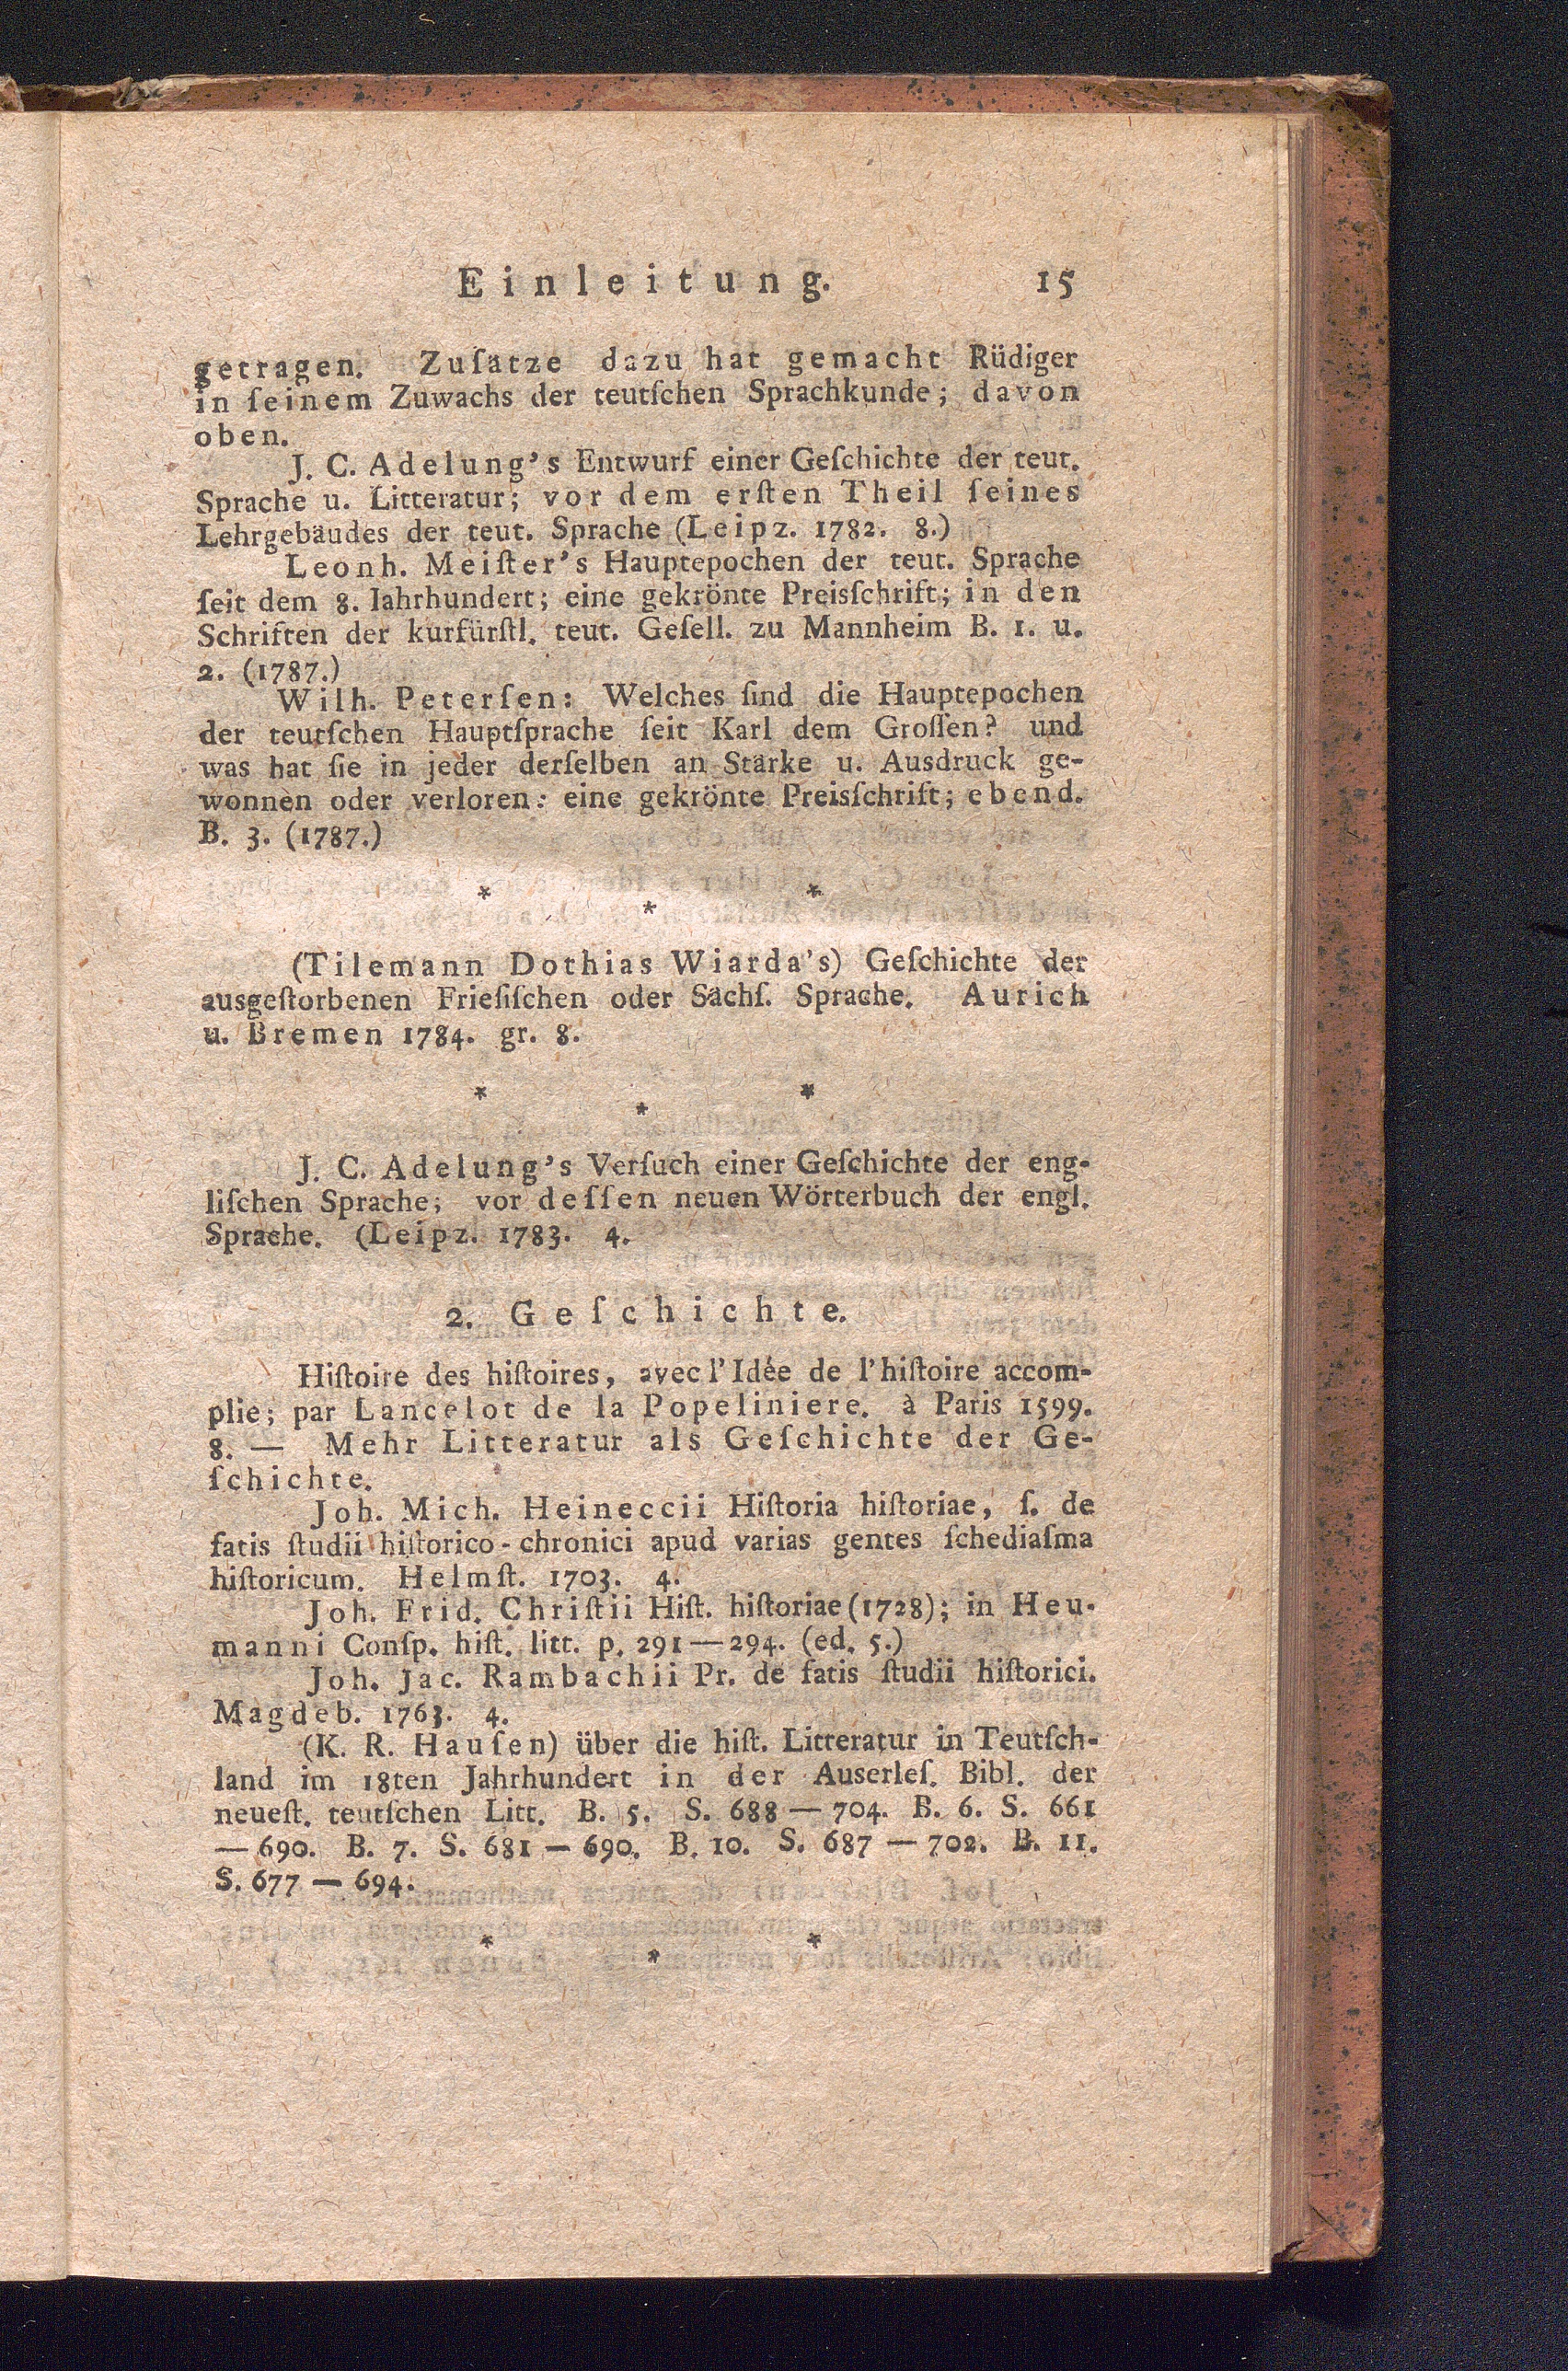 Einleitung. 15
getragen. Zuſätze dazu hat gemacht Rüdiger
in ſeinem Zuwachs der teutſchen Sprachkunde; davon
oben.
J. C. Adelung's Entwurf einer Geſchichte der teut.
Sprache u. Litteratur; vor dem erſten Theil ſeines
Lehrgebäudes der teut. Sprache (Leipz. 1782. 8.)
Leonh. Meiſter's Hauptepochen der teut. Sprache
ſeit dem 8. Iahrhundert; eine gekrönte Preisſchrift; in den
Schriften der kurfürſtl. teut. Geſell. zu Mannheim B. 1. u.
2. (1787.)
Wilh. Peterſen: Welches ſind die Hauptepochen
der teutſchen Hauptſprache ſeit Karl dem Groſſen? und
was hat ſie in jeder derſelben an Stärke u. Ausdruck ge-
wonnen oder verloren: eine gekrönte Preisſchrift; ebend.
B. 3. (1787.)
* * *
(Tilemann Dothias Wiarda's) Geſchichte der
ausgeſtorbenen Frieſiſchen oder Sächſ. Sprache. Aurich
u. Bremen 1784. gr. 8.
* * *
J. C. Adelung's Verſuch einer Geſchichte der eng-
liſchen Sprache; vor deſſen neuen Wörterbuch der engl.
Sprache. (Leipz. 1783. 4.
2. Geſchichte.
Hiſtoire des hiſtoires, avec l'Idée de l'hiſtoire accom-
plie; par Lancelot de la Popeliniere. à Paris 1599.
8. — Mehr Litteratur als Geſchichte der Ge-
ſchichte.
Joh. Mich. Heineccii Hiſtoria hiſtoriae, ſ. de
fatis ſtudii hiſtorico-chronici apud varias gentes ſchediaſma
hiſtoricum. Helmſt. 1703. 4.
Joh. Frid. Chriſtii Hiſt. hiſtoriae (1728); in Heu-
manni Conſp. hiſt. litt. p. 291—294. (ed. 5.)
Joh. Jac. Rambachii Pr. de fatis ſtudii hiſtorici.
Magdeb. 1763. 4.
(K. R. Hauſen) über die hiſt. Litteratur in Teutſch-
land im 18ten Jahrhundert in der Auserleſ. Bibl. der
neueſt. teutſchen Litt. B. 5. S. 688 — 704. B. 6. S. 661
— 690. B. 7. S. 681 — 690. B. 10. S. 687 — 702. B. 11.
S. 677 — 694.
* * *